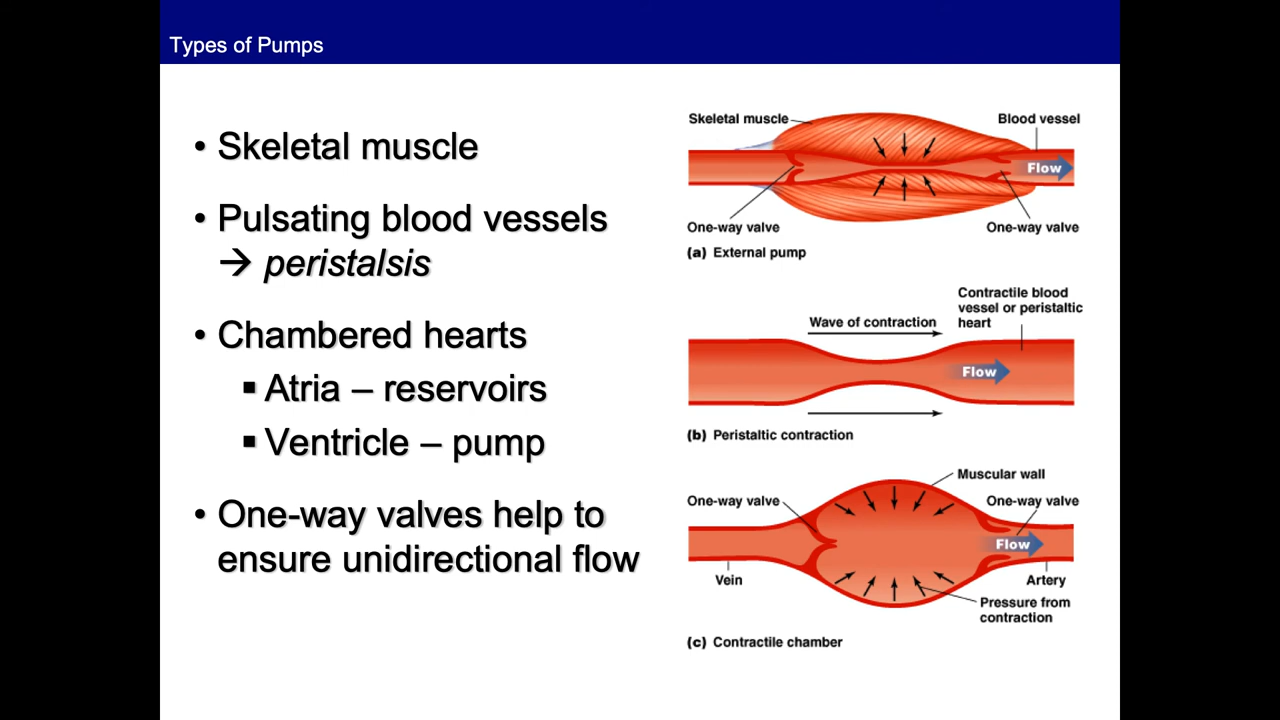 Types of Pumps
• Skeletal muscle
• Pulsating blood vessels
→ peristalsis
• Chambered hearts
▪ Atria – reservoirs
▪ Ventricle – pump
• One-way valves help to
ensure unidirectional flow
Skeletal muscle
Blood vessel
Flow
One-way valve
One-way valve
(a) External pump
Contractile blood
vessel or peristaltic
heart
Wave of contraction
Flow
(b) Peristaltic contraction
Muscular wall
One-way valve
One-way valve
Flow
Vein
Artery
Pressure from
contraction
(c) Contractile chamber